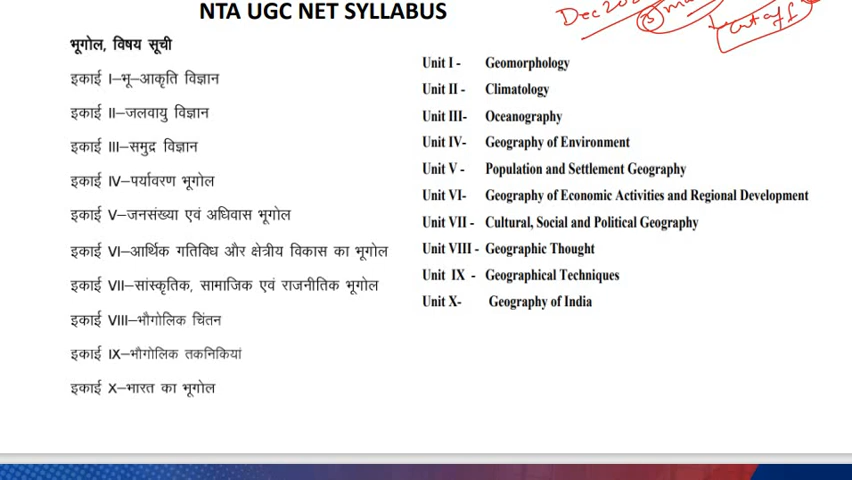 NTA UGC NET SYLLABUS
Dec
cut off
भूगोल, विषय सूची
इकाई I–भू–आकृति विज्ञान
इकाई II–जलवायु विज्ञान
इकाई III–समुद्र विज्ञान
इकाई IV–पर्यावरण भूगोल
इकाई V–जनसंख्या एवं अधिवास भूगोल
इकाई VI–आर्थिक गतिविध और क्षेत्रीय विकास का भूगोल
इकाई VII–सांस्कृतिक, सामाजिक एवं राजनीतिक भूगोल
इकाई VIII–भौगोलिक चिंतन
इकाई IX–भौगोलिक तकनिकियां
इकाई X–भारत का भूगोल
Unit I - Geomorphology
Unit II - Climatology
Unit III- Oceanography
Unit IV- Geography of Environment
Unit V - Population and Settlement Geography
Unit VI- Geography of Economic Activities and Regional Development
Unit VII - Cultural, Social and Political Geography
Unit VIII - Geographic Thought
Unit IX - Geographical Techniques
Unit X- Geography of India